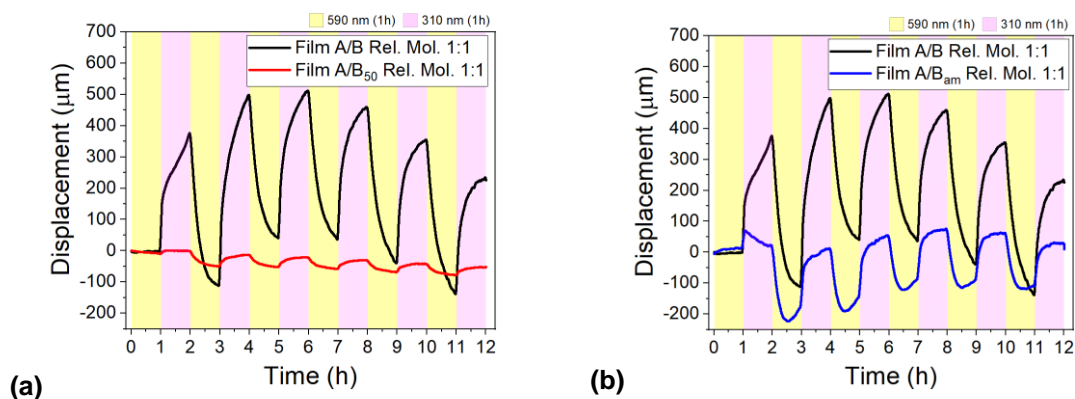 590 nm (1h) 310 nm (1h)
Film A/B Rel. Mol. 1:1
Film A/B₅₀ Rel. Mol. 1:1
Displacement (μm)
700
600
500
400
300
200
100
0
-100
-200
0 1 2 3 4 5 6 7 8 9 10 11 12
Time (h)
(a)
590 nm (1h) 310 nm (1h)
Film A/B Rel. Mol. 1:1
Film A/Bₐₘ Rel. Mol. 1:1
Displacement (μm)
700
600
500
400
300
200
100
0
-100
-200
0 1 2 3 4 5 6 7 8 9 10 11 12
Time (h)
(b)